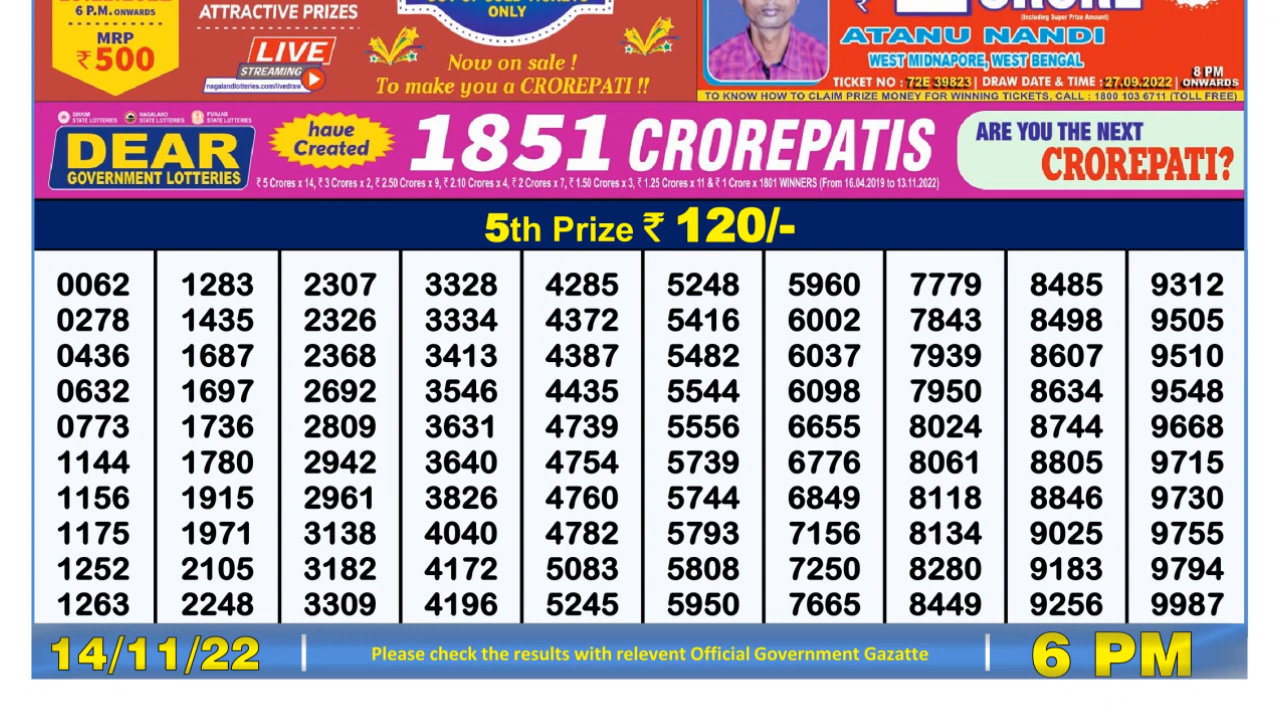 6 P.M. ONWARDS
MRP
₹500
ATTRACTIVE PRIZES
LIVE
STREAMING
nagalandlotteries.com/livedraw
ONLY
Now on sale !
To make you a CROREPATI !!
(Including Super Prize Amount)
ATANU NANDI
WEST MIDNAPORE, WEST BENGAL
TICKET NO : 72E 39823 | DRAW DATE & TIME : 27.09.2022 | 8 PM ONWARDS
TO KNOW HOW TO CLAIM PRIZE MONEY FOR WINNING TICKETS, CALL : 1800 103 6711 (TOLL FREE)
SIKKIM STATE LOTTERIES NAGALAND STATE LOTTERIES PUNJAB STATE LOTTERIES
DEAR
GOVERNMENT LOTTERIES
have
Created
1851 CROREPATIS
₹ 5 Crores x 14, ₹ 3 Crores x 2, ₹ 2.50 Crores x 9, ₹ 2.10 Crores x 4, ₹ 2 Crores x 7, ₹ 1.50 Crores x 3, ₹ 1.25 Crores x 11 & ₹ 1 Crore x 1801 WINNERS (From 16.04.2019 to 13.11.2022)
ARE YOU THE NEXT
CROREPATI?
5th Prize ₹ 120/-
0062 1283 2307 3328 4285 5248 5960 7779 8485 9312
0278 1435 2326 3334 4372 5416 6002 7843 8498 9505
0436 1687 2368 3413 4387 5482 6037 7939 8607 9510
0632 1697 2692 3546 4435 5544 6098 7950 8634 9548
0773 1736 2809 3631 4739 5556 6655 8024 8744 9668
1144 1780 2942 3640 4754 5739 6776 8061 8805 9715
1156 1915 2961 3826 4760 5744 6849 8118 8846 9730
1175 1971 3138 4040 4782 5793 7156 8134 9025 9755
1252 2105 3182 4172 5083 5808 7250 8280 9183 9794
1263 2248 3309 4196 5245 5950 7665 8449 9256 9987
14/11/22 | Please check the results with relevent Official Government Gazatte | 6 PM